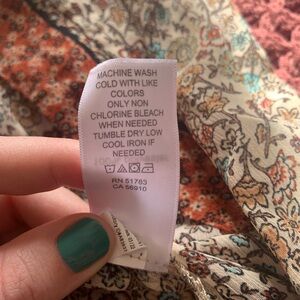 MACHINE WASH
COLD WITH LIKE
COLORS
ONLY NON
CHLORINE BLEACH
WHEN NEEDED
TUMBLE DRY LOW
COOL IRON IF
NEEDED
RN 51783
CA 56910